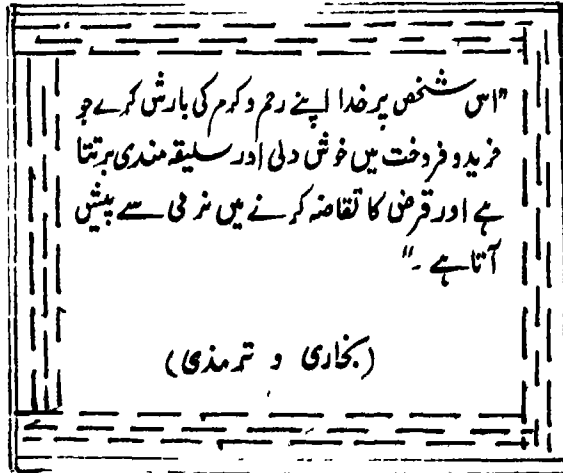 "اس شخص پر خدا اپنے رحم و کرم کی بارش کرے جو
خرید و فروخت میں خوش دلی اور سلیقہ مندی برتتا
ہے اور قرض کا تقاضہ کرنے میں نرمی سے پیش
آتا ہے ۔"
(بخاری و ترمذی)